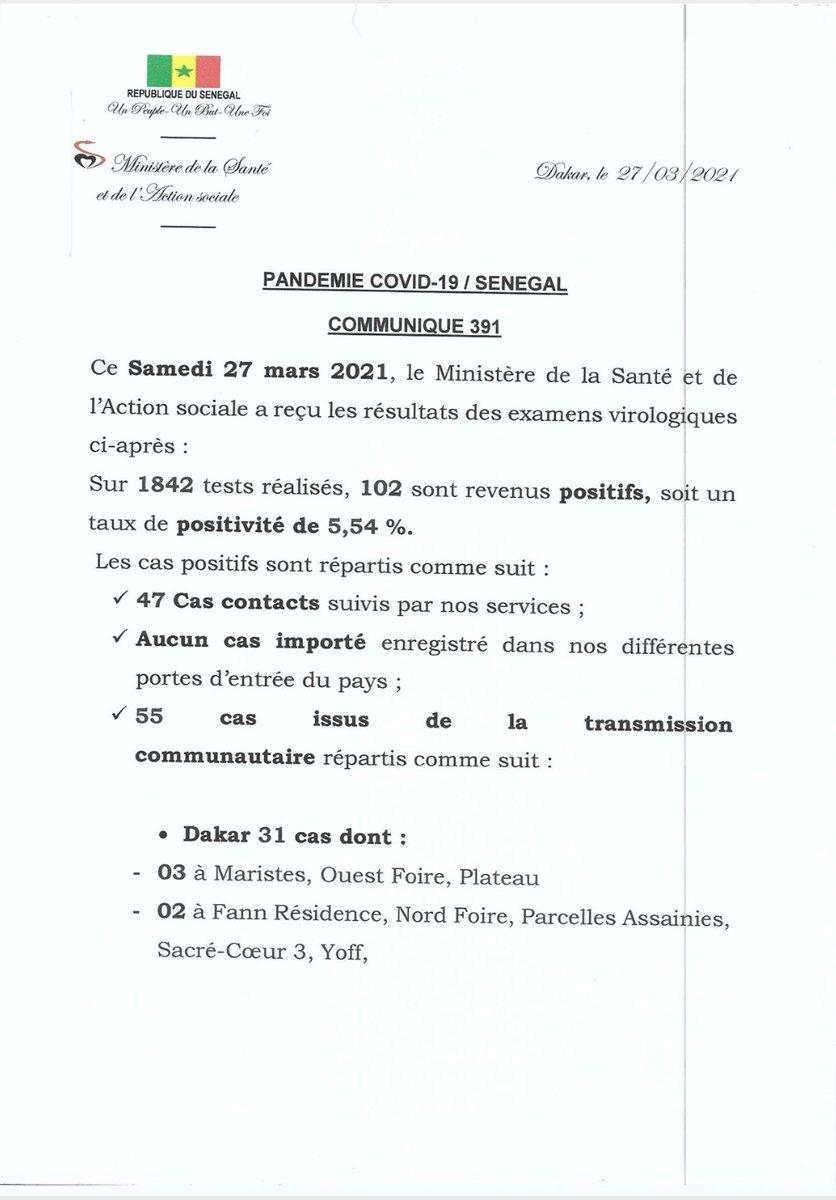 REPUBLIQUE DU SENEGAL
Un Peuple-Un But-Une Foi
Ministère de la Santé
et de l'Action sociale
Dakar, le 27/03/2021
PANDEMIE COVID-19 / SENEGAL
COMMUNIQUE 391
Ce Samedi 27 mars 2021, le Ministère de la Santé et de
l'Action sociale a reçu les résultats des examens virologiques
ci-après :
Sur 1842 tests réalisés, 102 sont revenus positifs, soit un
taux de positivité de 5,54 %.
Les cas positifs sont répartis comme suit :
✓ 47 Cas contacts suivis par nos services ;
✓ Aucun cas importé enregistré dans nos différentes
portes d'entrée du pays ;
✓ 55 cas issus de la transmission
communautaire répartis comme suit :
• Dakar 31 cas dont :
- 03 à Maristes, Ouest Foire, Plateau
- 02 à Fann Résidence, Nord Foire, Parcelles Assainies,
Sacré-Cœur 3, Yoff,